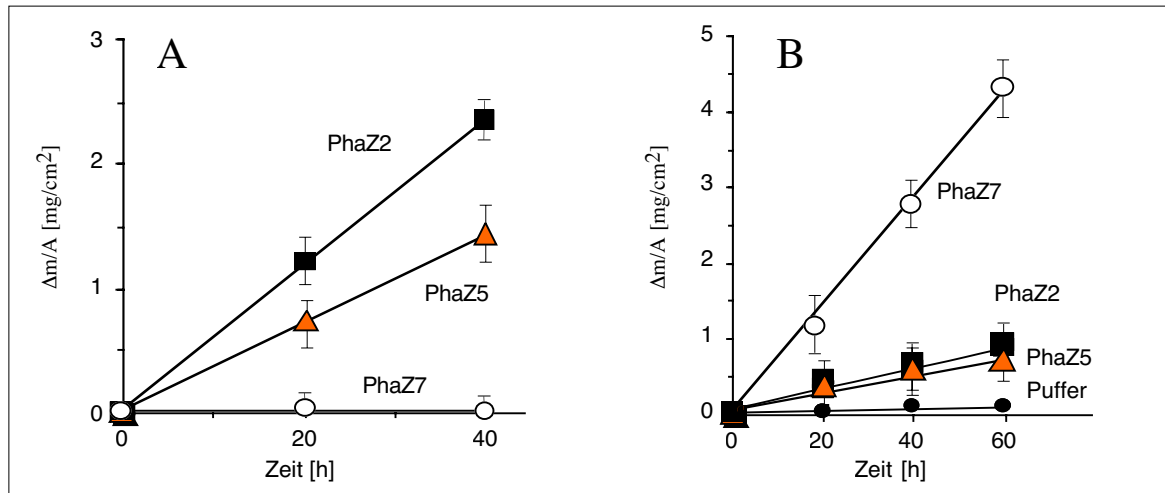 A
Δm/A [mg/cm²]
3
2
1
0
PhaZ2
PhaZ5
PhaZ7
0
20
40
Zeit [h]
B
Δm/A [mg/cm²]
5
4
3
2
1
0
PhaZ7
PhaZ2
PhaZ5
Puffer
0
20
40
60
Zeit [h]